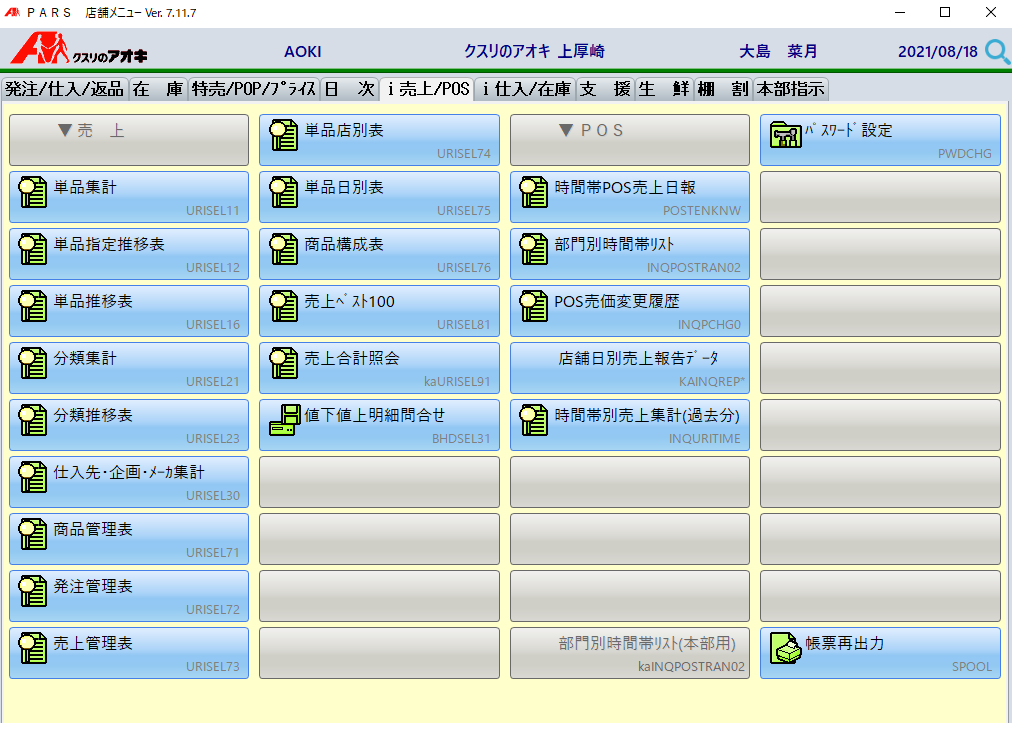 PARS 店舗メニュー Ver. 7.11.7
クスリのアオキ AOKI クスリのアオキ 上厚崎 大島 菜月 2021/08/18
発注/仕入/返品 在 庫 特売/POP/ﾌﾟﾗｲｽ 日 次 i 売上/POS i 仕入/在庫 支 援 生 鮮 棚 割 本部指示
▼売 上
単品集計
URISEL11
単品指定推移表
URISEL12
単品推移表
URISEL16
分類集計
URISEL21
分類推移表
URISEL23
仕入先・企画・ﾒｰｶ集計
URISEL30
商品管理表
URISEL71
発注管理表
URISEL72
売上管理表
URISEL73
単品店別表
URISEL74
単品日別表
URISEL75
商品構成表
URISEL76
売上ﾍﾞｽﾄ100
URISEL81
売上合計照会
kaURISEL91
値下値上明細問合せ
BHDSEL31
▼POS
時間帯POS売上日報
POSTENKNW
部門別時間帯ﾘｽﾄ
INQPOSTRAN02
POS売価変更履歴
INQPCHG0
店舗日別売上報告ﾃﾞｰﾀ
KAINQREP*
時間帯別売上集計(過去分)
INQURITIME
部門別時間帯ﾘｽﾄ(本部用)
kaINQPOSTRAN02
ﾊﾟｽﾜｰﾄﾞ設定
PWDCHG
帳票再出力
SPOOL